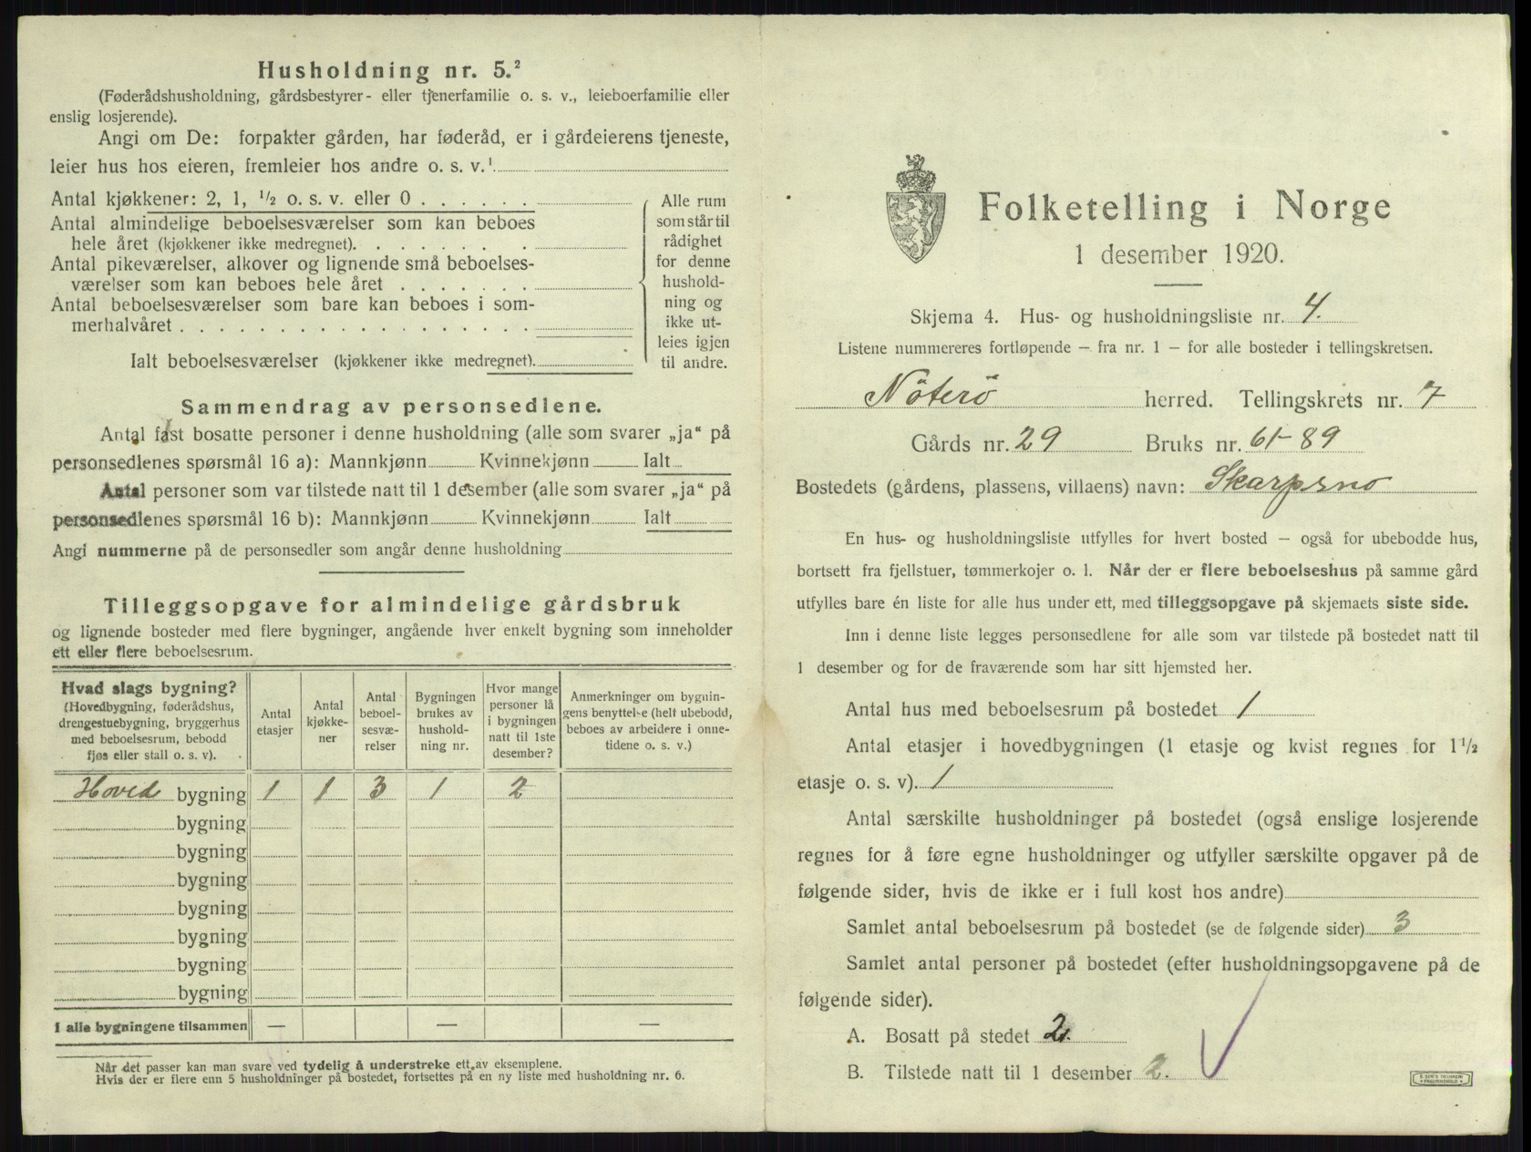 Husholdning nr. 5.²
(Føderådshusholdning, gårdsbestyrer- eller tjenerfamilie o. s. v., leieboerfamilie eller
enslig losjerende).
Angi om De: forpakter gården, har føderåd, er i gårdeierens tjeneste,
leier hus hos eieren, fremleier hos andre o. s. v.¹
Antal kjøkkener: 2, 1, ½ o. s. v. eller 0
Antal almindelige beboelsesværelser som kan beboes
hele året (kjøkkener ikke medregnet).
Antal pikeværelser, alkover og lignende små beboelses-
værelser som kan beboes hele året
Antal beboelsesværelser som bare kan beboes i som-
merhalvåret
Ialt beboelsesværelser (kjøkkener ikke medregnet).
Alle rum
som står til
rådighet
for denne
hushold-
ning og
ikke ut-
leies igjen
til andre.
Sammendrag av personsedlene.
Antal fast bosatte personer i denne husholdning (alle som svarer „ja" på
personsedlenes spørsmål 16 a): Mannkjønn Kvinnekjønn Ialt
Antal personer som var tilstede natt til 1 desember (alle som svarer „ja" på
personsedlenes spørsmål 16 b): Mannkjønn Kvinnekjønn Ialt
Angi nummerne på de personsedler som angår denne husholdning
Tilleggsopgave for almindelige gårdsbruk
og lignende bosteder med flere bygninger, angående hver enkelt bygning som inneholder
ett eller flere beboelsesrum.
Hvad slags bygning?
(Hovedbygning, føderådshus,
drengestuebygning, bryggerhus
med beboelsesrum, bebodd
fjøs eller stall o. s. v).
Antal
etasjer
Antal
kjøkke-
ner
Antal
beboel-
sesvæ-
relser
Bygningen
brukes av
hushold-
ning nr.
Hvor mange
personer lå
i bygningen
natt til 1ste
desember?
Anmerkninger om bygnin-
gens benyttelse (helt ubebodd,
beboes av arbeidere i onne-
tidene o. s. v.)
Hoved bygning 1 1 3 1 2
bygning
bygning
bygning
bygning
bygning
bygning
bygning
I alle bygningene tilsammen — — —
Når det passer kan man svare ved tydelig å understreke ett av eksemplene.
Hvis der er flere enn 5 husholdninger på bostedet, fortsettes på en ny liste med husholdning nr. 6.
Folketelling i Norge
1 desember 1920.
Skjema 4. Hus- og husholdningsliste nr. 4.
Listene nummereres fortløpende — fra nr. 1 — for alle bosteder i tellingskretsen.
Nöterö herred. Tellingskrets nr. 7
Gårds nr. 29 Bruks nr. 61-89
Bostedets (gårdens, plassens, villaens) navn: Skarpsno
En hus- og husholdningsliste utfylles for hvert bosted — også for ubebodde hus,
bortsett fra fjellstuer, tømmerkojer o. l. Når der er flere beboelseshus på samme gård
utfylles bare én liste for alle hus under ett, med tilleggsopgave på skjemaets siste side.
Inn i denne liste legges personsedlene for alle som var tilstede på bostedet natt til
1 desember og for de fraværende som har sitt hjemsted her.
Antal hus med beboelsesrum på bostedet 1
Antal etasjer i hovedbygningen (1 etasje og kvist regnes for 1½
etasje o. s. v). 1
Antal særskilte husholdninger på bostedet (også enslige losjerende
regnes for å føre egne husholdninger og utfyller særskilte opgaver på de
følgende sider, hvis de ikke er i full kost hos andre)
Samlet antal beboelsesrum på bostedet (se de følgende sider) 3
Samlet antal personer på bostedet (efter husholdningsopgavene på de
følgende sider).
A. Bosatt på stedet 2.
B. Tilstede natt til 1 desember 2.